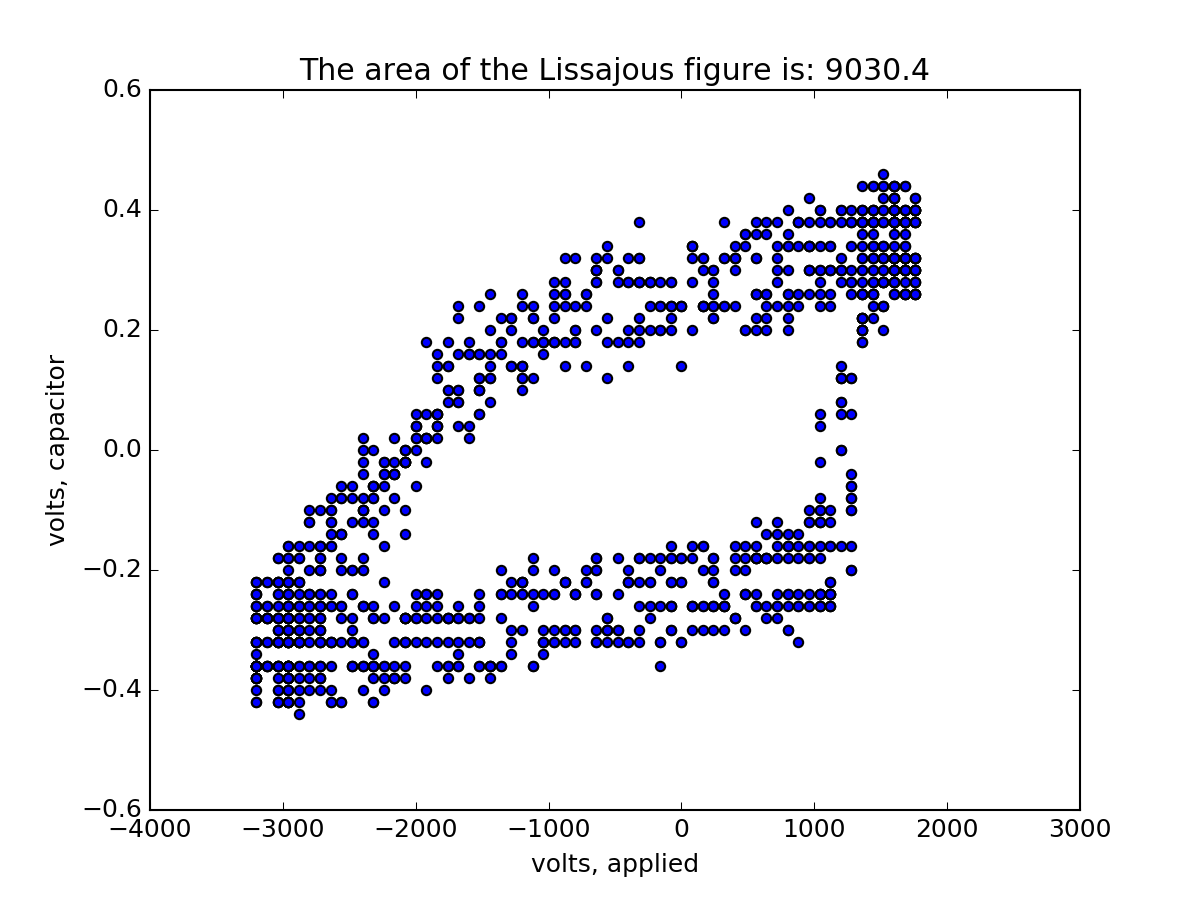 The area of the Lissajous figure is: 9030.4
0.6
0.4
0.2
0.0
−0.2
−0.4
−0.6
volts, capacitor
−4000 −3000 −2000 −1000 0 1000 2000 3000
volts, applied